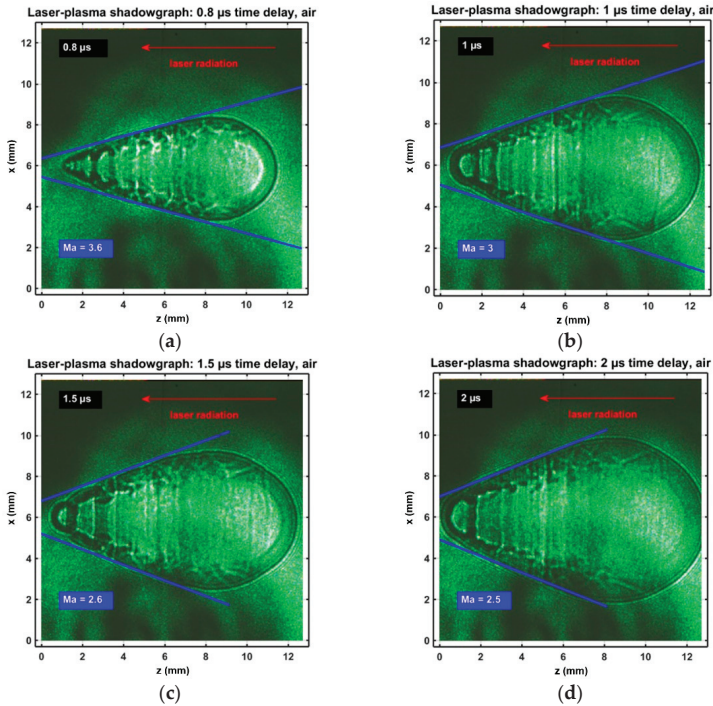 Laser-plasma shadowgraph: 0.8 µs time delay, air
0.8 µs
laser radiation
Ma = 3.6
x (mm)
12
10
8
6
4
2
0
0 2 4 6 8 10 12
z (mm)
(a)
Laser-plasma shadowgraph: 1 µs time delay, air
1 µs
laser radiation
Ma = 3
x (mm)
12
10
8
6
4
2
0
0 2 4 6 8 10 12
z (mm)
(b)
Laser-plasma shadowgraph: 1.5 µs time delay, air
1.5 µs
laser radiation
Ma = 2.6
x (mm)
12
10
8
6
4
2
0
0 2 4 6 8 10 12
z (mm)
(c)
Laser-plasma shadowgraph: 2 µs time delay, air
2 µs
laser radiation
Ma = 2.5
x (mm)
12
10
8
6
4
2
0
0 2 4 6 8 10 12
z (mm)
(d)